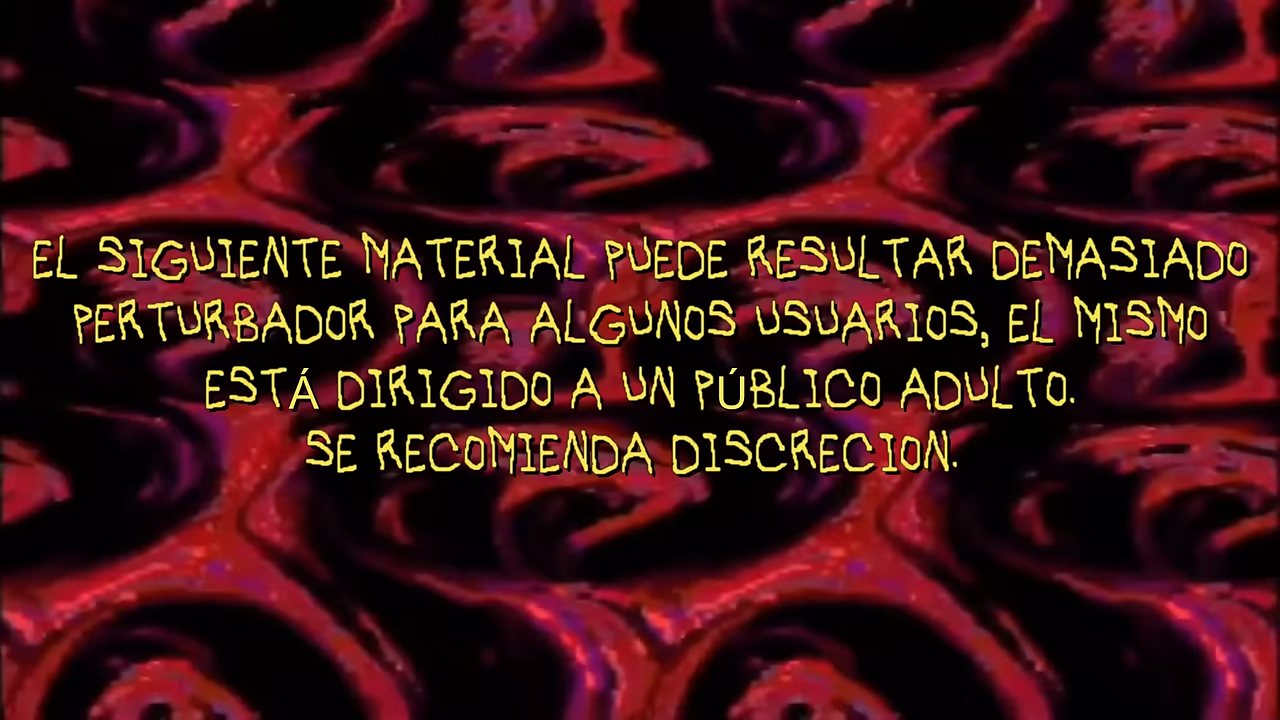 EL SIGUIENTE MATERIAL PUEDE RESULTAR DEMASIADO
PERTURBADOR PARA ALGUNOS USUARIOS, EL MISMO
ESTÁ DIRIGIDO A UN PÚBLICO ADULTO.
SE RECOMIENDA DISCRECION.